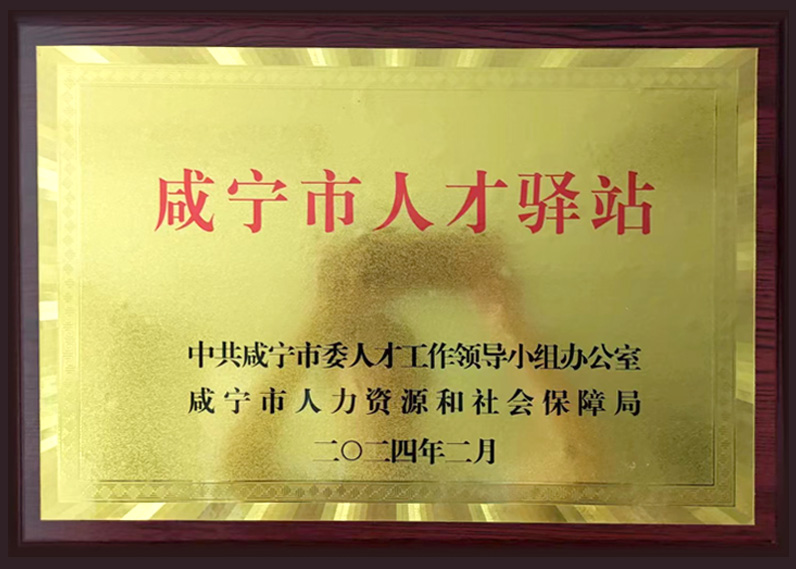 咸宁市人才驿站
中共咸宁市委人才工作领导小组办公室
咸宁市人力资源和社会保障局
二〇二四年二月